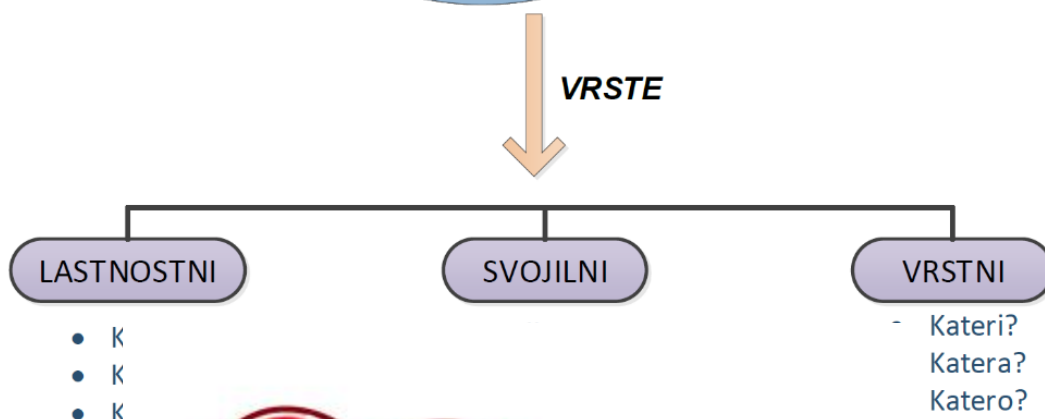 VRSTE
LASTNOSTNI
SVOJILNI
VRSTNI
K
K
K
Kateri?
Katera?
Katero?